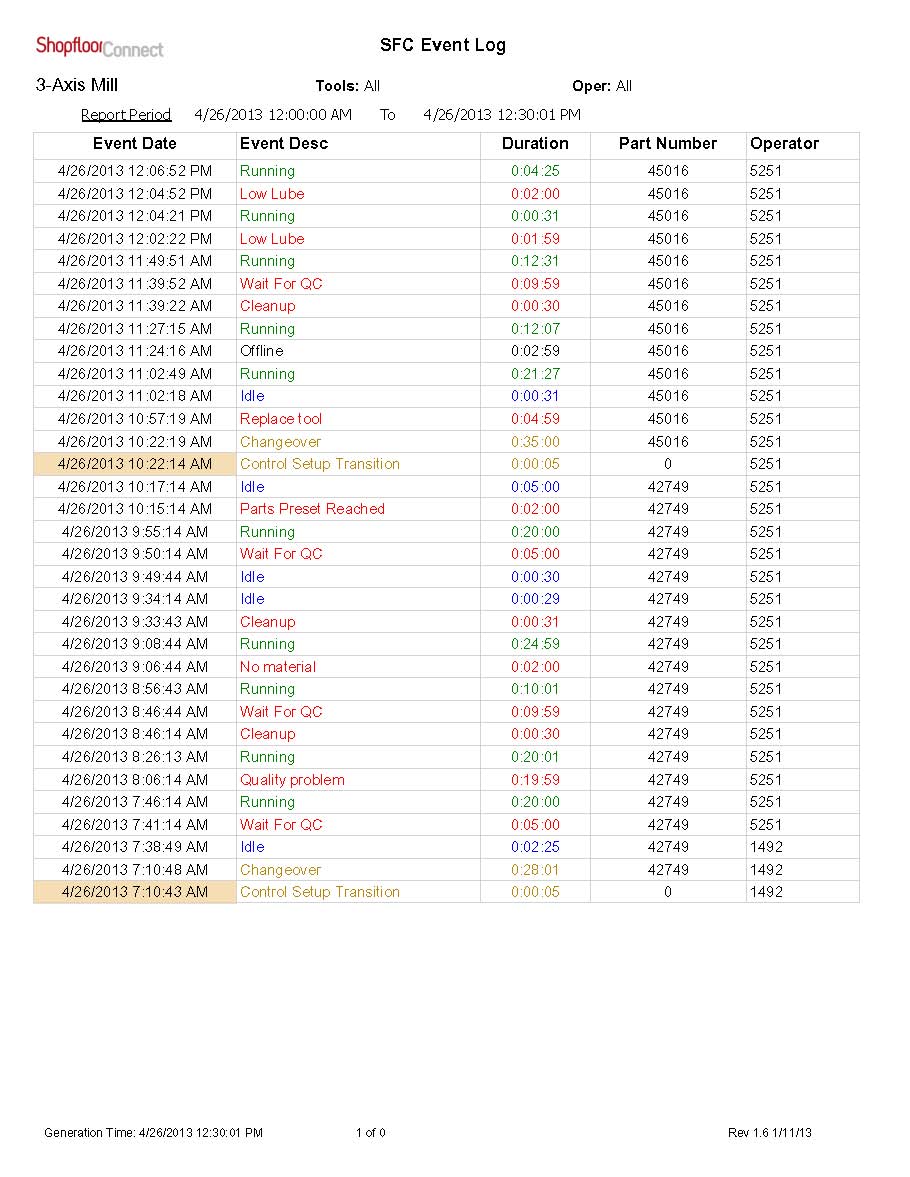 ShopfloorConnect
SFC Event Log
3-Axis Mill Tools: All Oper: All
Report Period 4/26/2013 12:00:00 AM To 4/26/2013 12:30:01 PM
Event Date Event Desc Duration Part Number Operator
4/26/2013 12:06:52 PM Running 0:04:25 45016 5251
4/26/2013 12:04:52 PM Low Lube 0:02:00 45016 5251
4/26/2013 12:04:21 PM Running 0:00:31 45016 5251
4/26/2013 12:02:22 PM Low Lube 0:01:59 45016 5251
4/26/2013 11:49:51 AM Running 0:12:31 45016 5251
4/26/2013 11:39:52 AM Wait For QC 0:09:59 45016 5251
4/26/2013 11:39:22 AM Cleanup 0:00:30 45016 5251
4/26/2013 11:27:15 AM Running 0:12:07 45016 5251
4/26/2013 11:24:16 AM Offline 0:02:59 45016 5251
4/26/2013 11:02:49 AM Running 0:21:27 45016 5251
4/26/2013 11:02:18 AM Idle 0:00:31 45016 5251
4/26/2013 10:57:19 AM Replace tool 0:04:59 45016 5251
4/26/2013 10:22:19 AM Changeover 0:35:00 45016 5251
4/26/2013 10:22:14 AM Control Setup Transition 0:00:05 0 5251
4/26/2013 10:17:14 AM Idle 0:05:00 42749 5251
4/26/2013 10:15:14 AM Parts Preset Reached 0:02:00 42749 5251
4/26/2013 9:55:14 AM Running 0:20:00 42749 5251
4/26/2013 9:50:14 AM Wait For QC 0:05:00 42749 5251
4/26/2013 9:49:44 AM Idle 0:00:30 42749 5251
4/26/2013 9:34:14 AM Idle 0:00:29 42749 5251
4/26/2013 9:33:43 AM Cleanup 0:00:31 42749 5251
4/26/2013 9:08:44 AM Running 0:24:59 42749 5251
4/26/2013 9:06:44 AM No material 0:02:00 42749 5251
4/26/2013 8:56:43 AM Running 0:10:01 42749 5251
4/26/2013 8:46:44 AM Wait For QC 0:09:59 42749 5251
4/26/2013 8:46:14 AM Cleanup 0:00:30 42749 5251
4/26/2013 8:26:13 AM Running 0:20:01 42749 5251
4/26/2013 8:06:14 AM Quality problem 0:19:59 42749 5251
4/26/2013 7:46:14 AM Running 0:20:00 42749 5251
4/26/2013 7:41:14 AM Wait For QC 0:05:00 42749 5251
4/26/2013 7:38:49 AM Idle 0:02:25 42749 1492
4/26/2013 7:10:48 AM Changeover 0:28:01 42749 1492
4/26/2013 7:10:43 AM Control Setup Transition 0:00:05 0 1492
Generation Time: 4/26/2013 12:30:01 PM 1 of 0 Rev 1.6 1/11/13